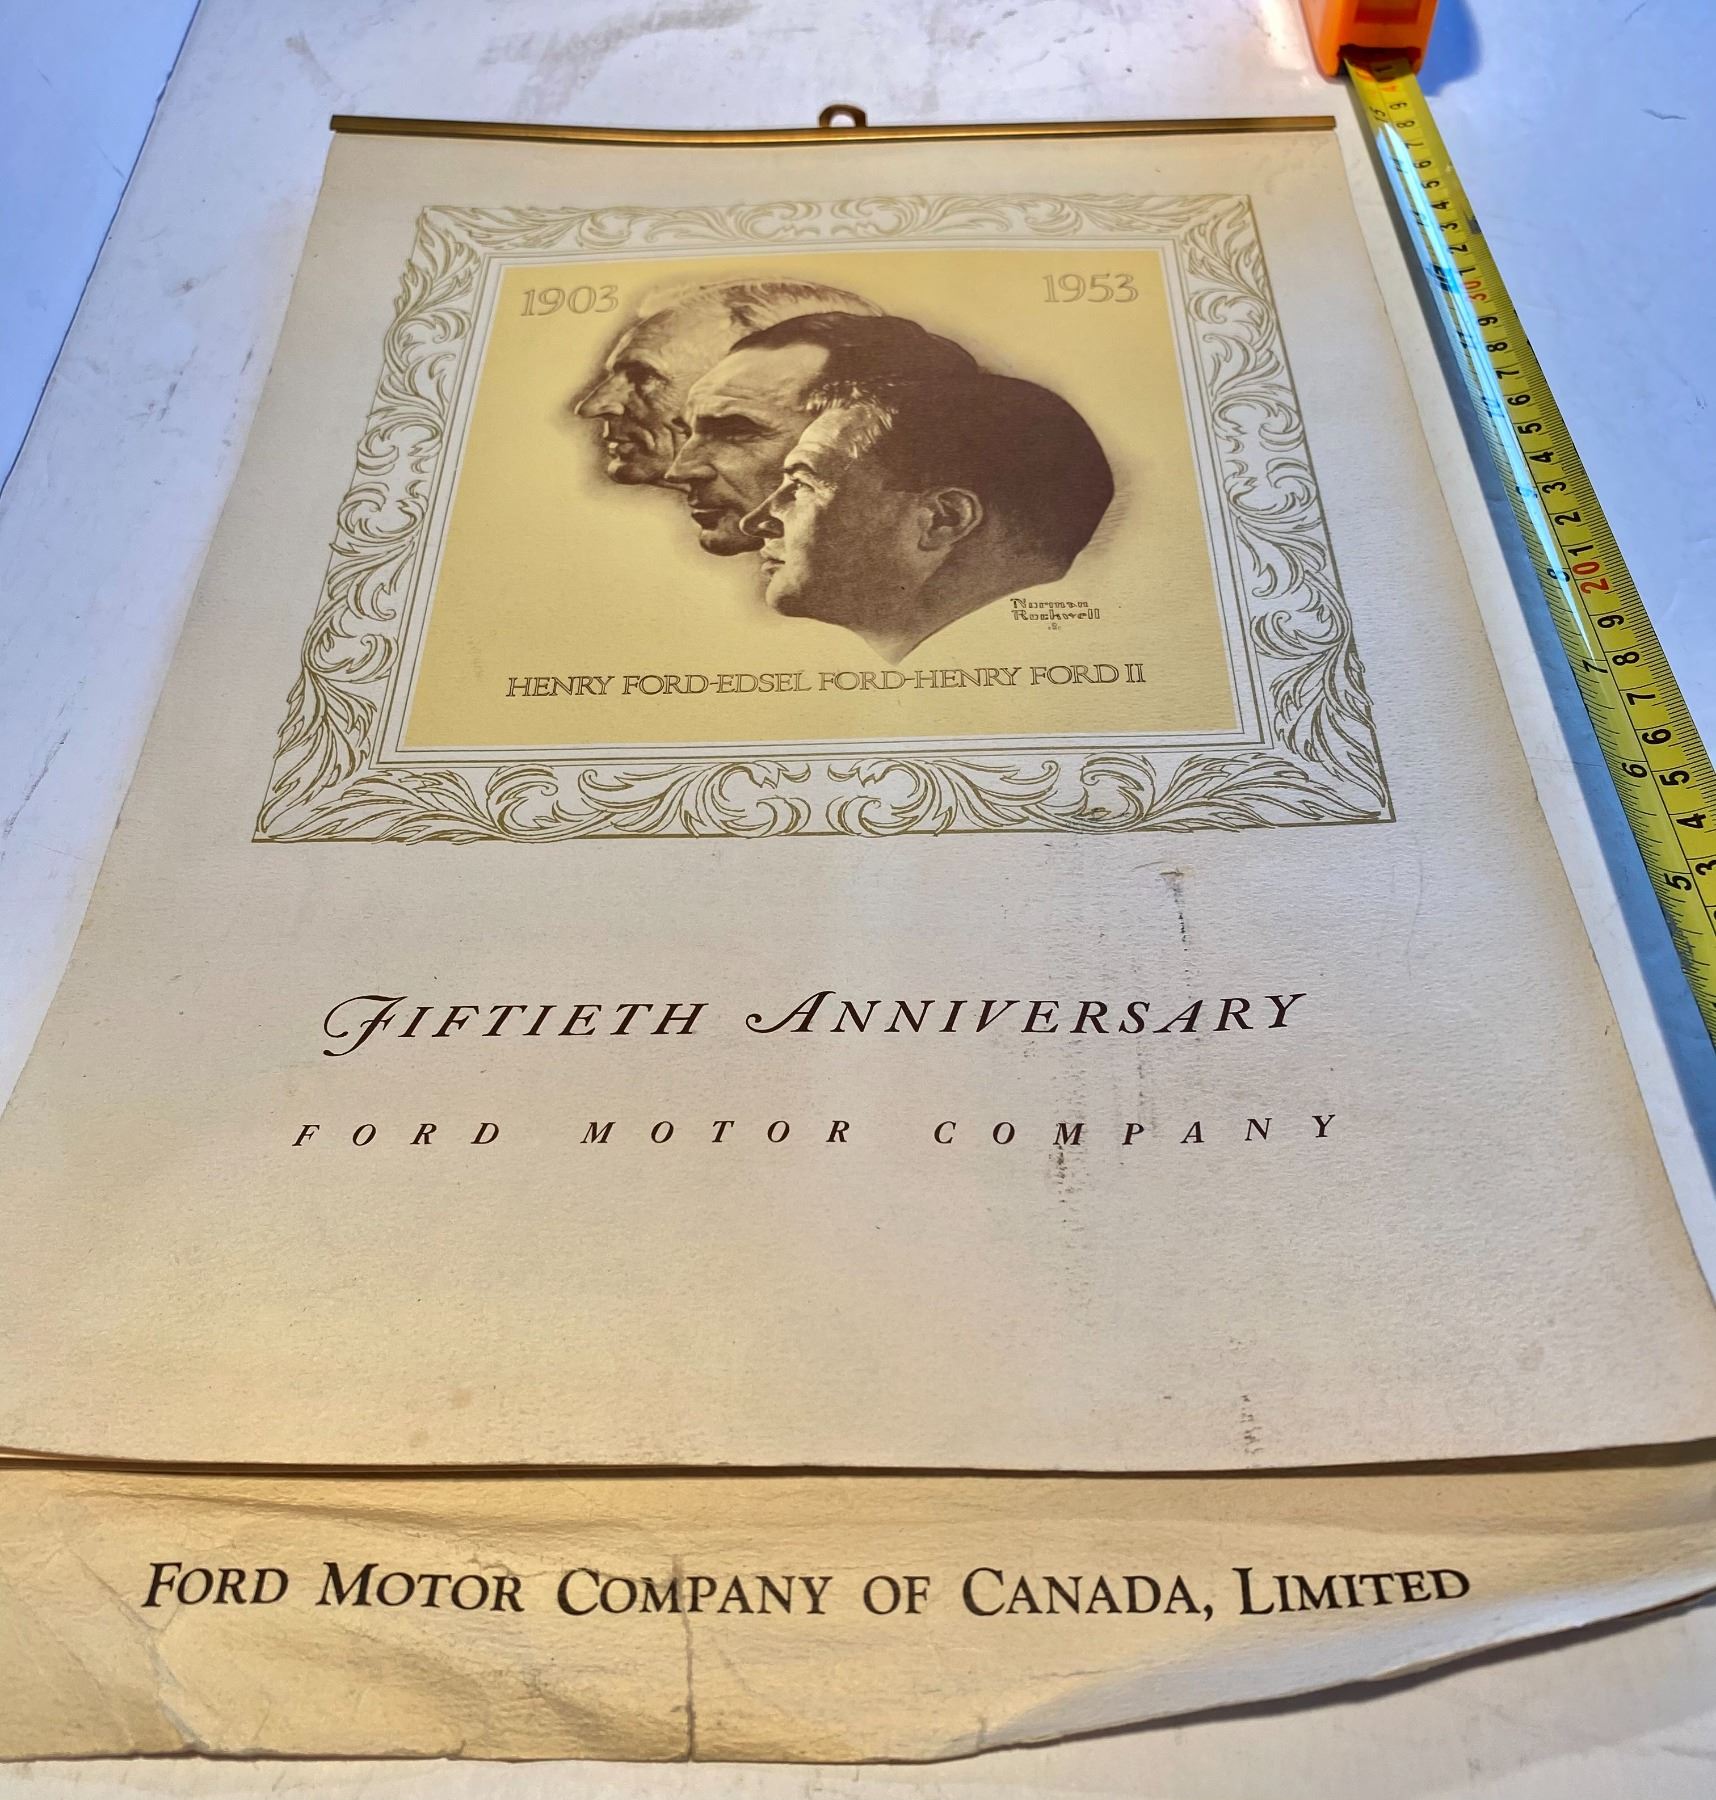 1903 1953
Norman
Rockwell
HENRY FORD-EDSEL FORD-HENRY FORD II
FIFTIETH ANNIVERSARY
FORD MOTOR COMPANY
FORD MOTOR COMPANY OF CANADA, LIMITED